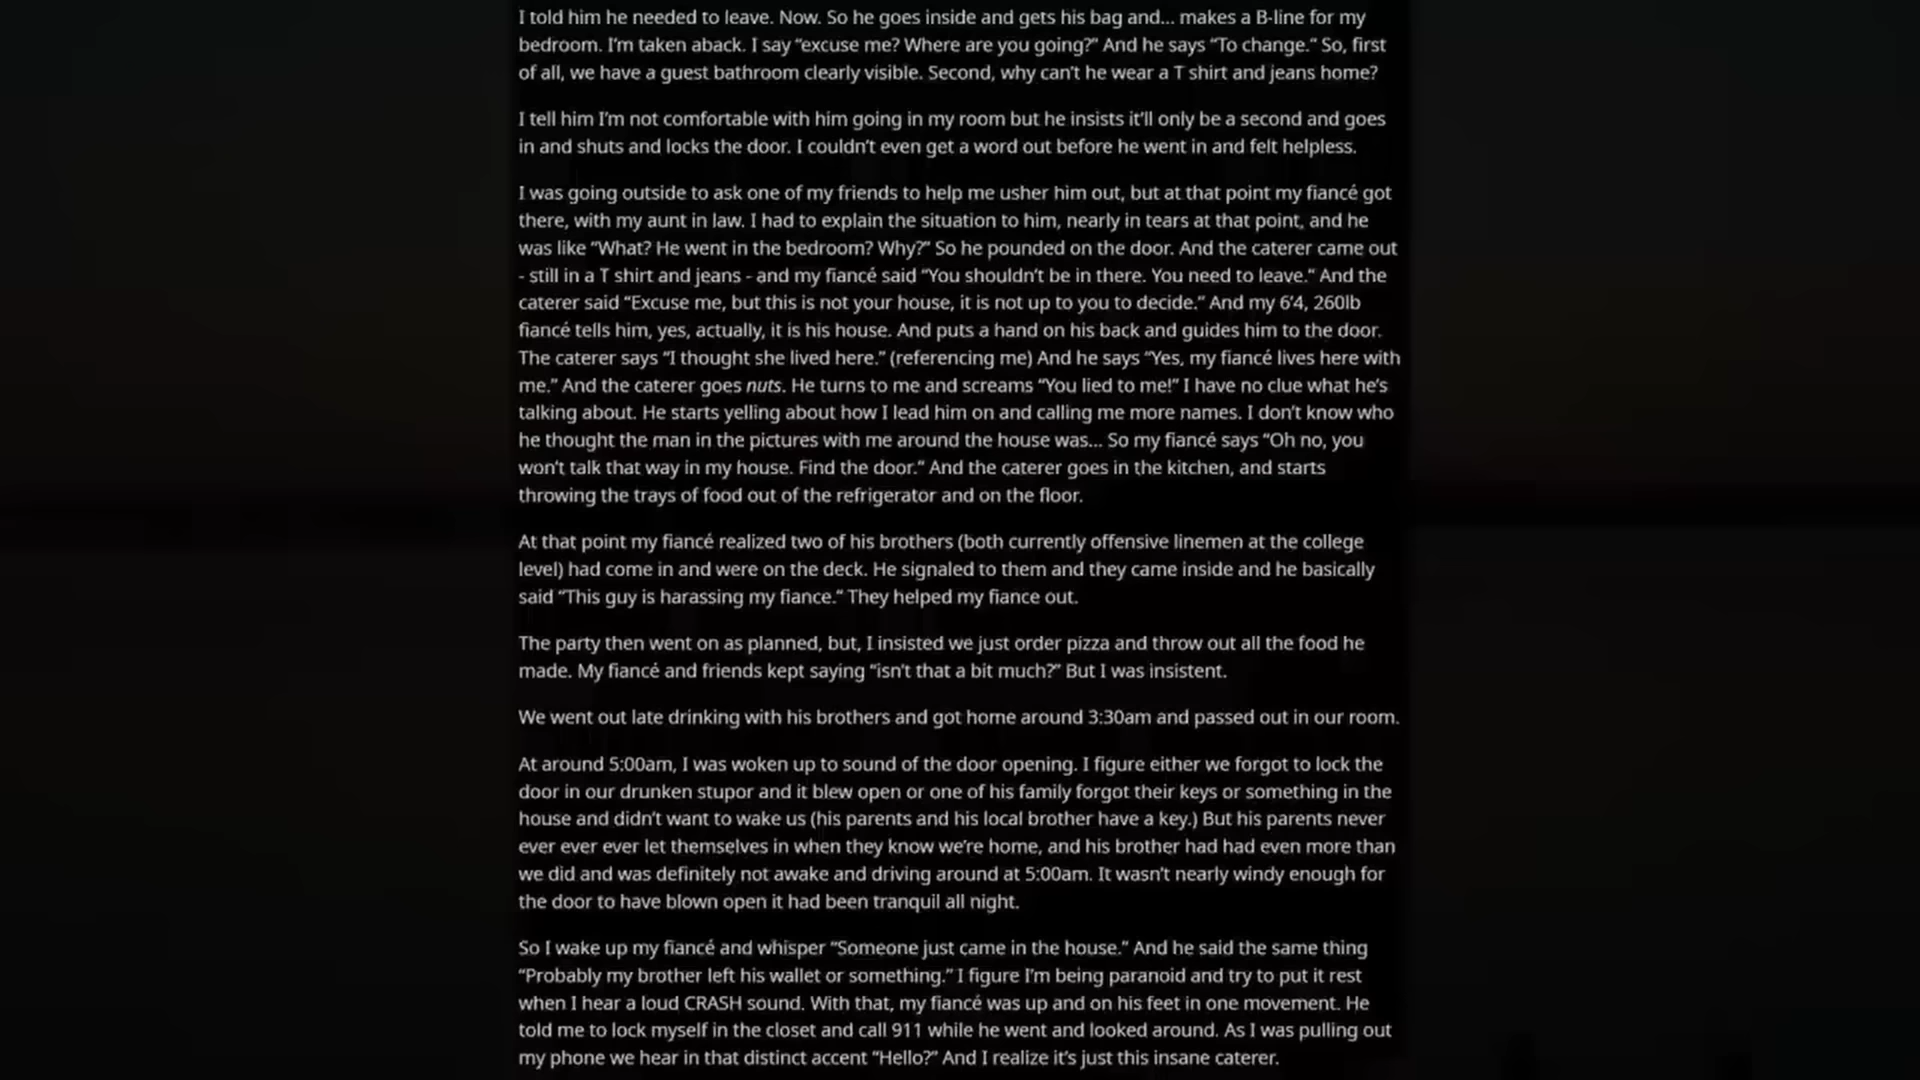 I told him he needed to leave. Now. So he goes inside and gets his bag and... makes a B-line for my
bedroom. I'm taken aback. I say “excuse me? Where are you going?” And he says “To change.” So, first
of all, we have a guest bathroom clearly visible. Second, why can't he wear a T shirt and jeans home?
I tell him I'm not comfortable with him going in my room but he insists it'll only be a second and goes
in and shuts and locks the door. I couldn't even get a word out before he went in and felt helpless.
I was going outside to ask one of my friends to help me usher him out, but at that point my fiancé got
there, with my aunt in law. I had to explain the situation to him, nearly in tears at that point, and he
was like “What? He went in the bedroom? Why?” So he pounded on the door. And the caterer came out
- still in a T shirt and jeans - and my fiancé said “You shouldn't be in there. You need to leave.” And the
caterer said “Excuse me, but this is not your house, it is not up to you to decide.” And my 6'4, 260lb
fiancé tells him, yes, actually, it is his house. And puts a hand on his back and guides him to the door.
The caterer says “I thought she lived here.” (referencing me) And he says “Yes, my fiancé lives here with
me.” And the caterer goes nuts. He turns to me and screams “You lied to me!” I have no clue what he's
talking about. He starts yelling about how I lead him on and calling me more names. I don't know who
he thought the man in the pictures with me around the house was... So my fiancé says “Oh no, you
won't talk that way in my house. Find the door.” And the caterer goes in the kitchen, and starts
throwing the trays of food out of the refrigerator and on the floor.
At that point my fiancé realized two of his brothers (both currently offensive linemen at the college
level) had come in and were on the deck. He signaled to them and they came inside and he basically
said “This guy is harassing my fiance.” They helped my fiance out.
The party then went on as planned, but, I insisted we just order pizza and throw out all the food he
made. My fiancé and friends kept saying “isn't that a bit much?” But I was insistent.
We went out late drinking with his brothers and got home around 3:30am and passed out in our room.
At around 5:00am, I was woken up to sound of the door opening. I figure either we forgot to lock the
door in our drunken stupor and it blew open or one of his family forgot their keys or something in the
house and didn't want to wake us (his parents and his local brother have a key.) But his parents never
ever ever ever let themselves in when they know we're home, and his brother had had even more than
we did and was definitely not awake and driving around at 5:00am. It wasn't nearly windy enough for
the door to have blown open it had been tranquil all night.
So I wake up my fiancé and whisper “Someone just came in the house.” And he said the same thing
“Probably my brother left his wallet or something.” I figure I'm being paranoid and try to put it rest
when I hear a loud CRASH sound. With that, my fiancé was up and on his feet in one movement. He
told me to lock myself in the closet and call 911 while he went and looked around. As I was pulling out
my phone we hear in that distinct accent “Hello?” And I realize it's just this insane caterer.